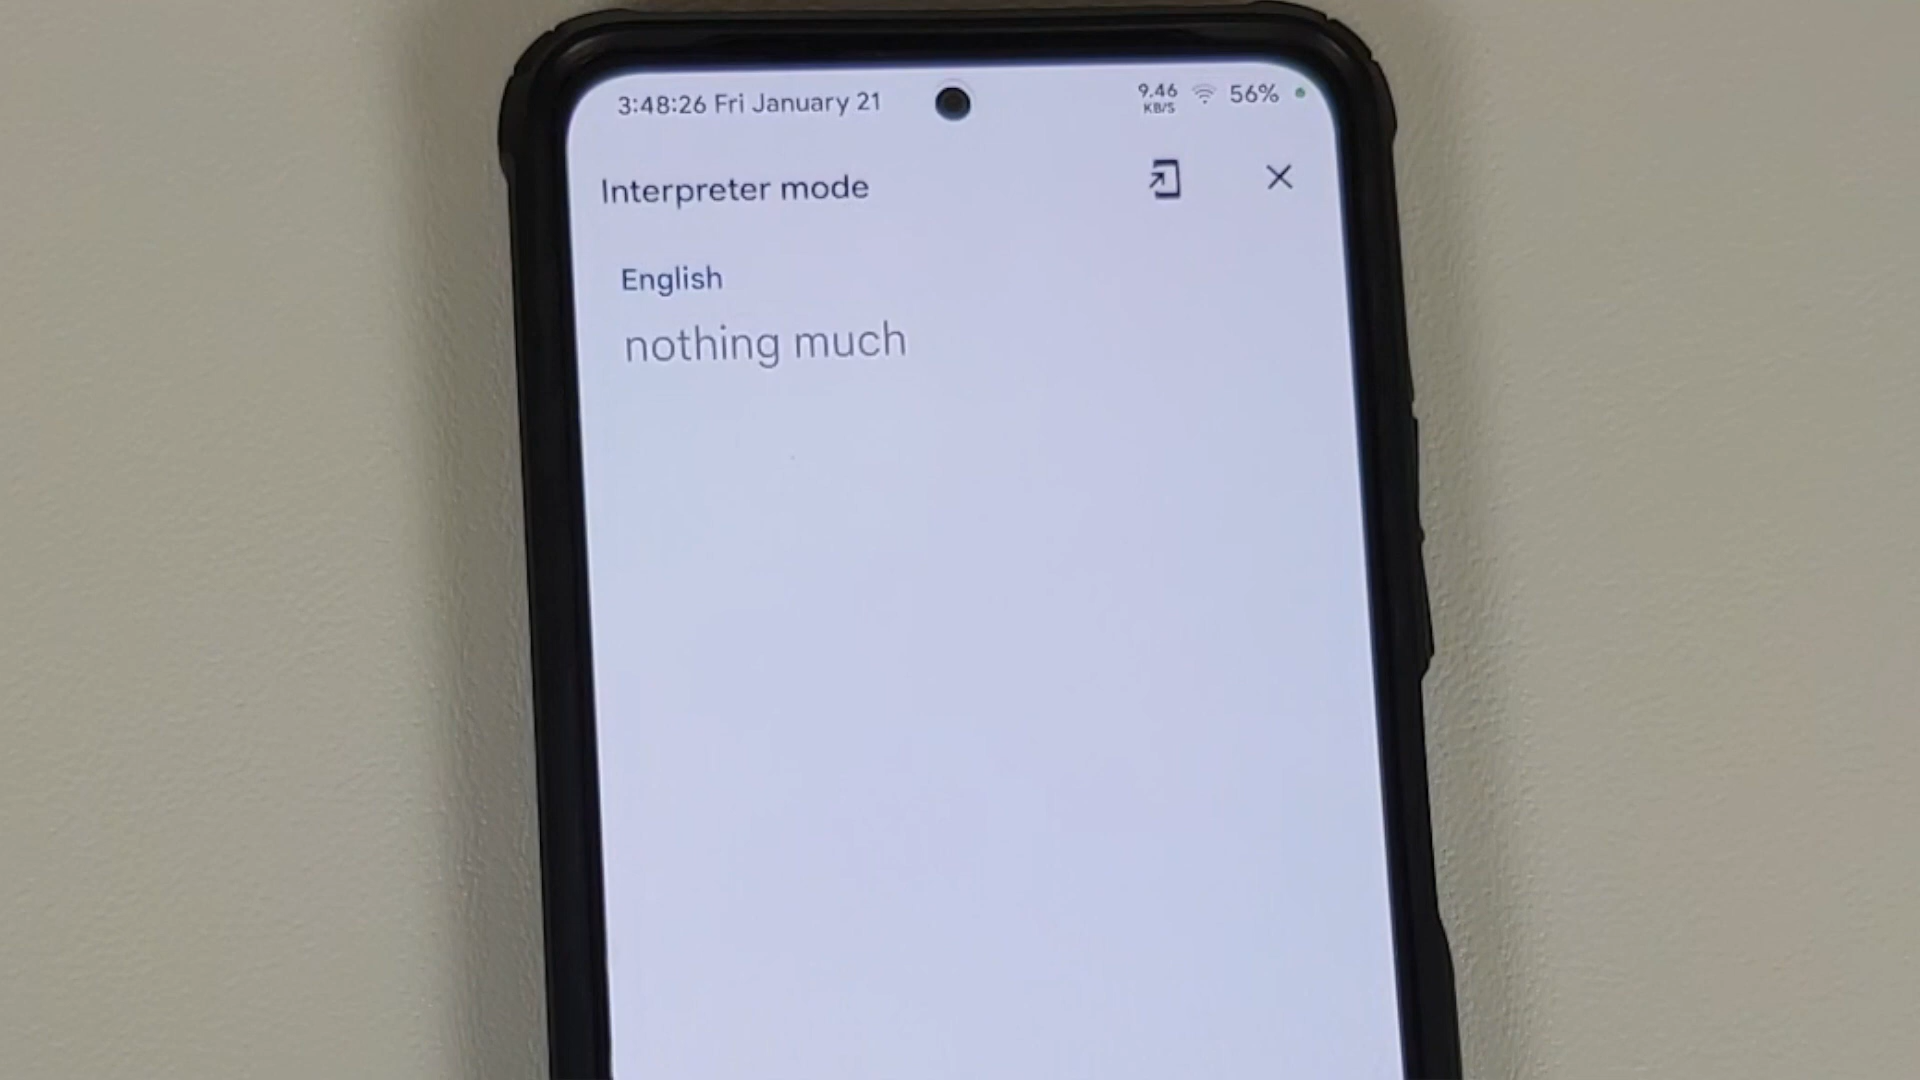 3:48:26 Fri January 21
9.46
KB/S
56%
Interpreter mode
English
nothing much